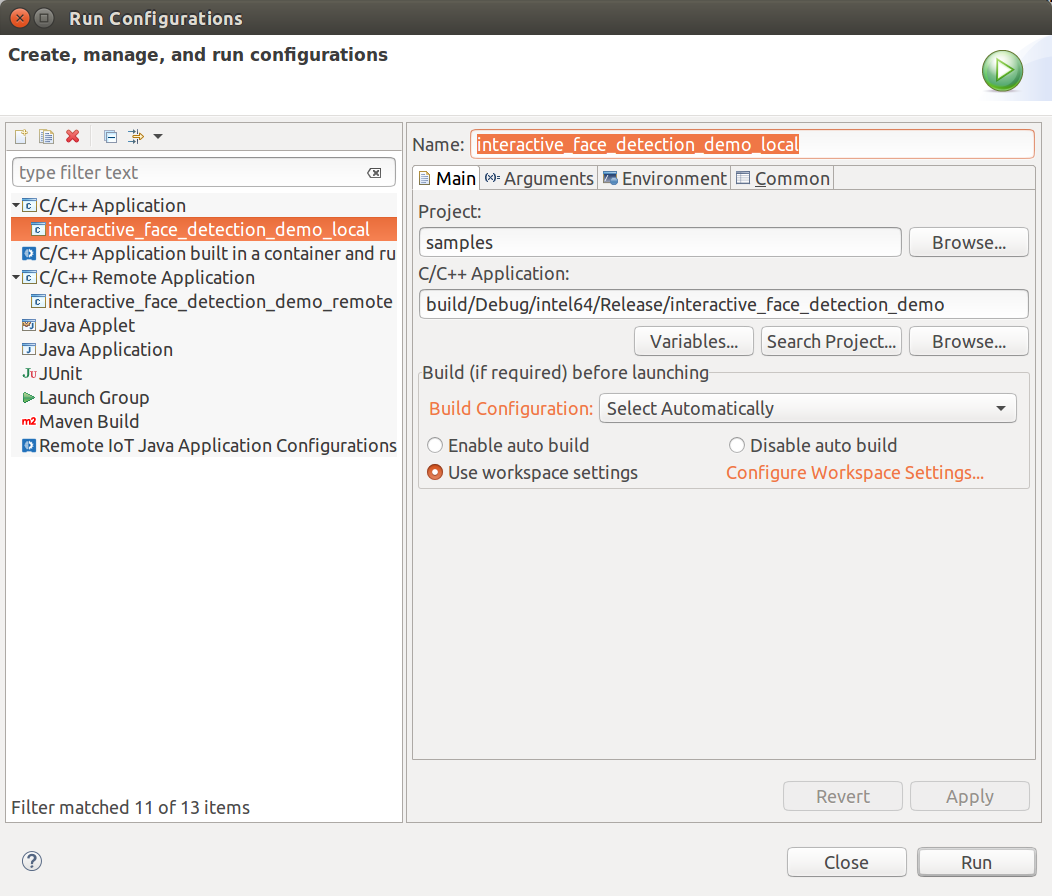 Run Configurations
Create, manage, and run configurations
type filter text
C/C++ Application
interactive_face_detection_demo_local
C/C++ Application built in a container and ru
C/C++ Remote Application
interactive_face_detection_demo_remote
Java Applet
Java Application
JUnit
Launch Group
Maven Build
Remote IoT Java Application Configurations
Filter matched 11 of 13 items
Name: interactive_face_detection_demo_local
Main Arguments Environment Common
Project:
samples Browse...
C/C++ Application:
build/Debug/intel64/Release/interactive_face_detection_demo
Variables... Search Project... Browse...
Build (if required) before launching
Build Configuration: Select Automatically
Enable auto build Disable auto build
Use workspace settings Configure Workspace Settings...
Revert Apply
Close Run